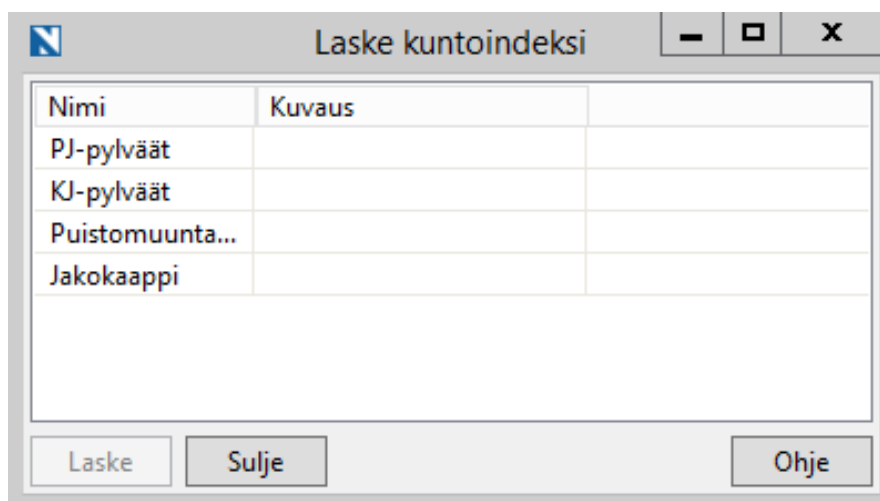 Laske kuntoindeksi
Nimi Kuvaus
PJ-pylväät
KJ-pylväät
Puistomuunta...
Jakokaappi
Laske Sulje Ohje